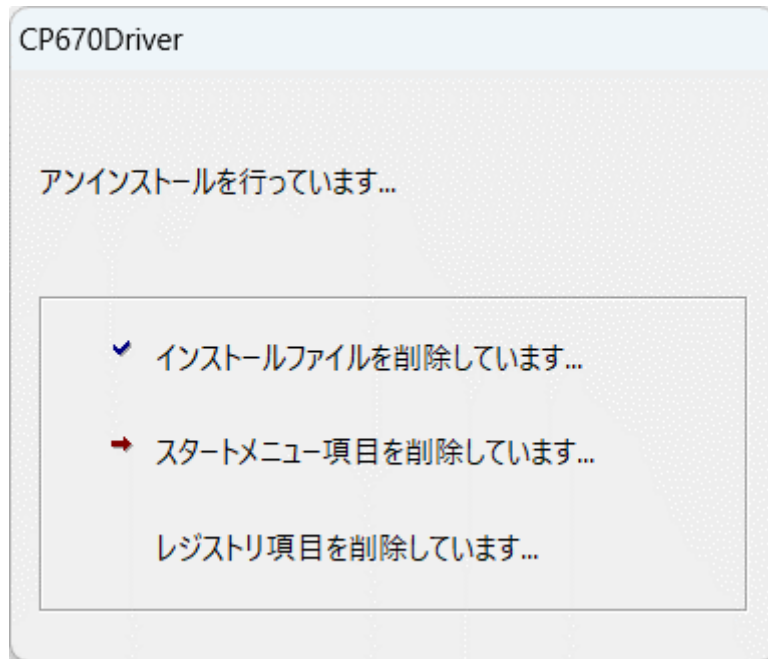 CP670Driver
アンインストールを行っています...
インストールファイルを削除しています...
スタートメニュー項目を削除しています...
レジストリ項目を削除しています...